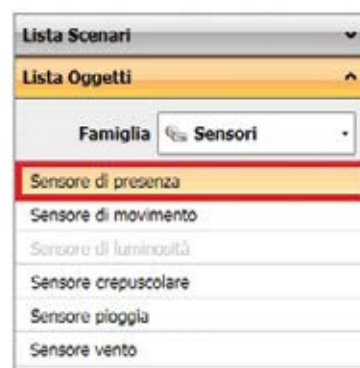 Lista Scenari
Lista Oggetti
Famiglia Sensori
Sensore di presenza
Sensore di movimento
Sensore di luminosità
Sensore crepuscolare
Sensore pioggia
Sensore vento